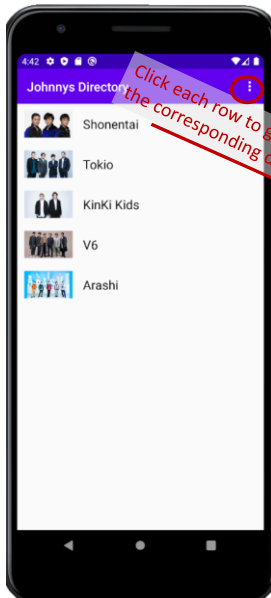 4:42
Johnnys Directory
Click each row to
the corresponding
Shonentai
Tokio
KinKi Kids
V6
Arashi